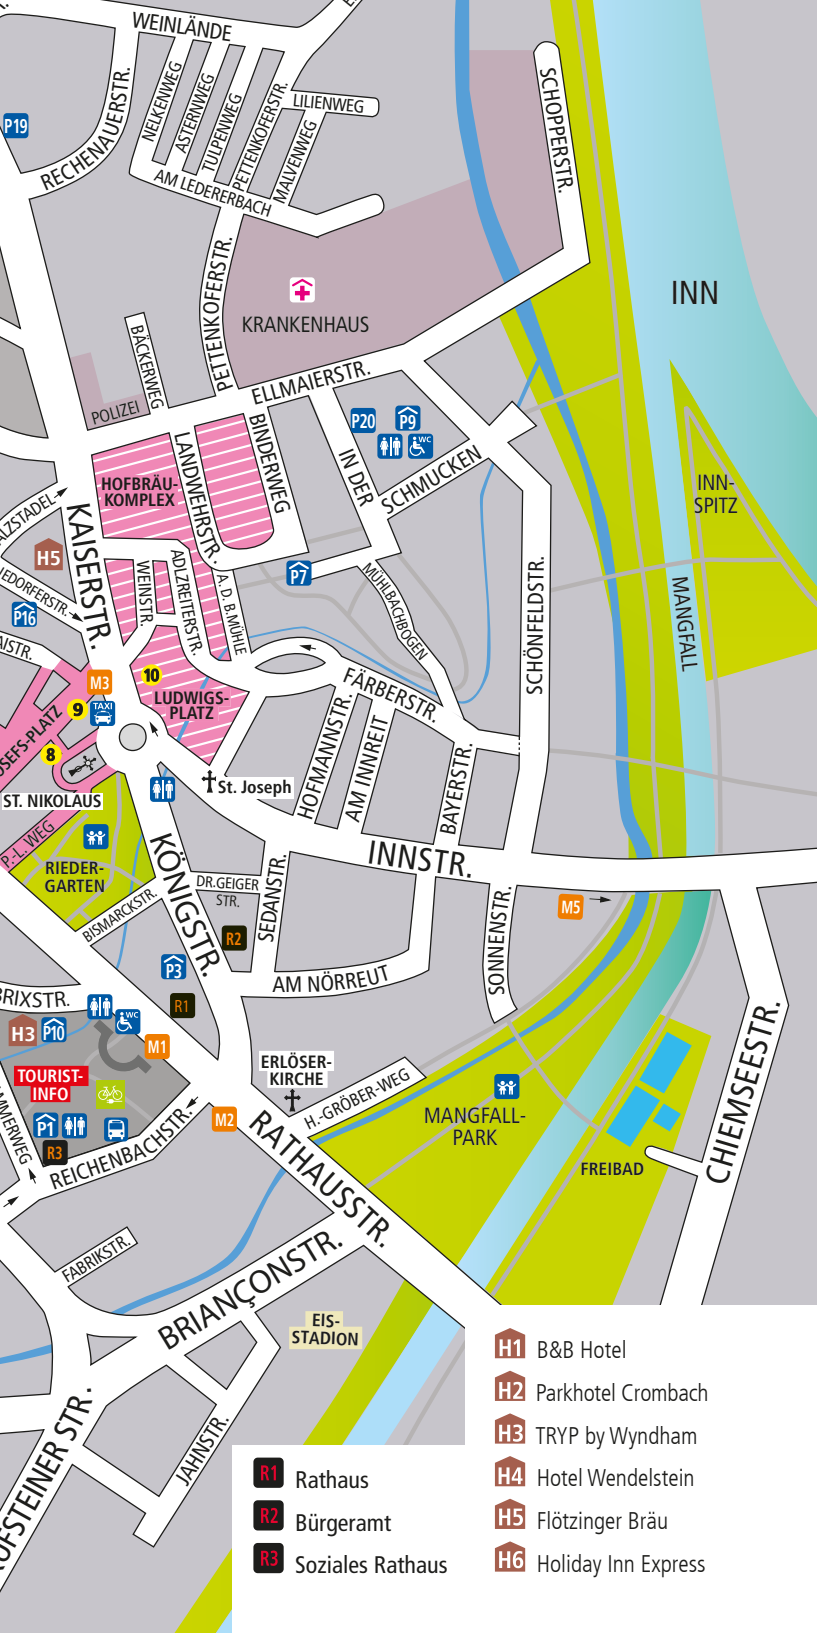 WEINLÄNDE
P19
RECHENAUERSTR.
NELKENWEG
ASTERNWEG
TULPENWEG
PETTENKOFERSTR.
LILIENWEG
MALVENWEG
AM LEDERERBACH
SCHOPPERSTR.
INN
PETTENKOFERSTR.
KRANKENHAUS
BÄCKERWEG
POLIZEI
ELLMAIERSTR.
P20
P9
WC
BINDERWEG
LANDWEHRSTR.
IN DER
SCHMUCKEN
HOFBRÄU-
KOMPLEX
INN-
SPITZ
H5
KAISERSTR.
P16
WEINSTR.
ADLZREITERSTR.
A. D. B.MÜHLE
P7
MÜHLBACHBOGEN
SCHÖNFELDSTR.
MANGFALL
M3
10
9
TAXI
LUDWIGS-
PLATZ
FÄRBERSTR.
8
ST. NIKOLAUS
St. Joseph
HOFMANNSTR.
AM INNREIT
BAYERSTR.
P.-L. WEG
RIEDER-
GARTEN
KÖNIGSTR.
INNSTR.
DR.GEIGER
STR.
SEDANSTR.
BISMARCKSTR.
R2
M5
SONNENSTR.
P3
AM NÖRREUT
R1
WC
H3
P10
M1
TOURIST-
INFO
ERLÖSER-
KIRCHE
H.-GRÖBER-WEG
MANGFALL-
PARK
FREIBAD
CHIEMSEESTR.
P1
R3
M2
REICHENBACHSTR.
RATHAUSSTR.
FABRIKSTR.
BRIANÇONSTR.
EIS-
STADION
JAHNSTR.
H1 B&B Hotel
H2 Parkhotel Crombach
H3 TRYP by Wyndham
H4 Hotel Wendelstein
H5 Flötzinger Bräu
H6 Holiday Inn Express
R1 Rathaus
R2 Bürgeramt
R3 Soziales Rathaus